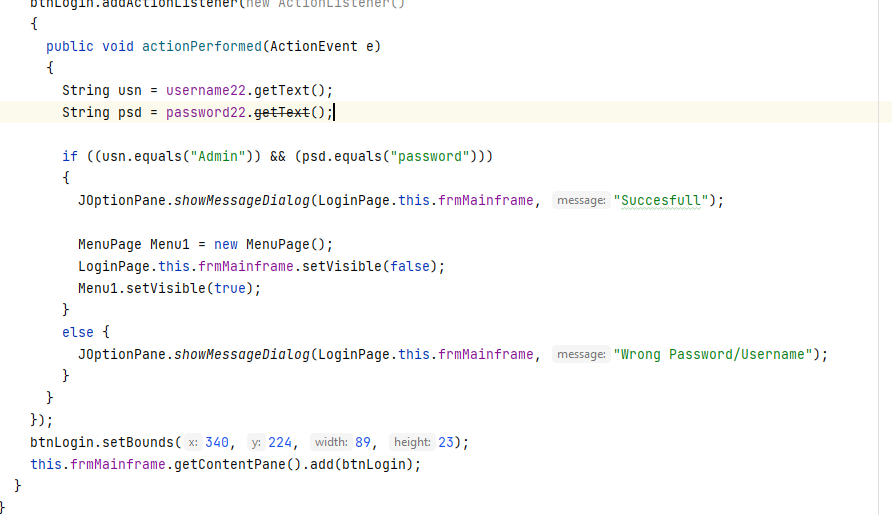 btnLogin.addActionListener(new ActionListener()
{
public void actionPerformed(ActionEvent e)
{
String usn = username22.getText();
String psd = password22.getText();
if ((usn.equals("Admin")) && (psd.equals("password")))
{
JOptionPane.showMessageDialog(LoginPage.this.frmMainframe, message: "Succesfull");
MenuPage Menu1 = new MenuPage();
LoginPage.this.frmMainframe.setVisible(false);
Menu1.setVisible(true);
}
else {
JOptionPane.showMessageDialog(LoginPage.this.frmMainframe, message: "Wrong Password/Username");
}
}
});
btnLogin.setBounds( x: 340, y: 224, width: 89, height: 23);
this.frmMainframe.getContentPane().add(btnLogin);
}
}